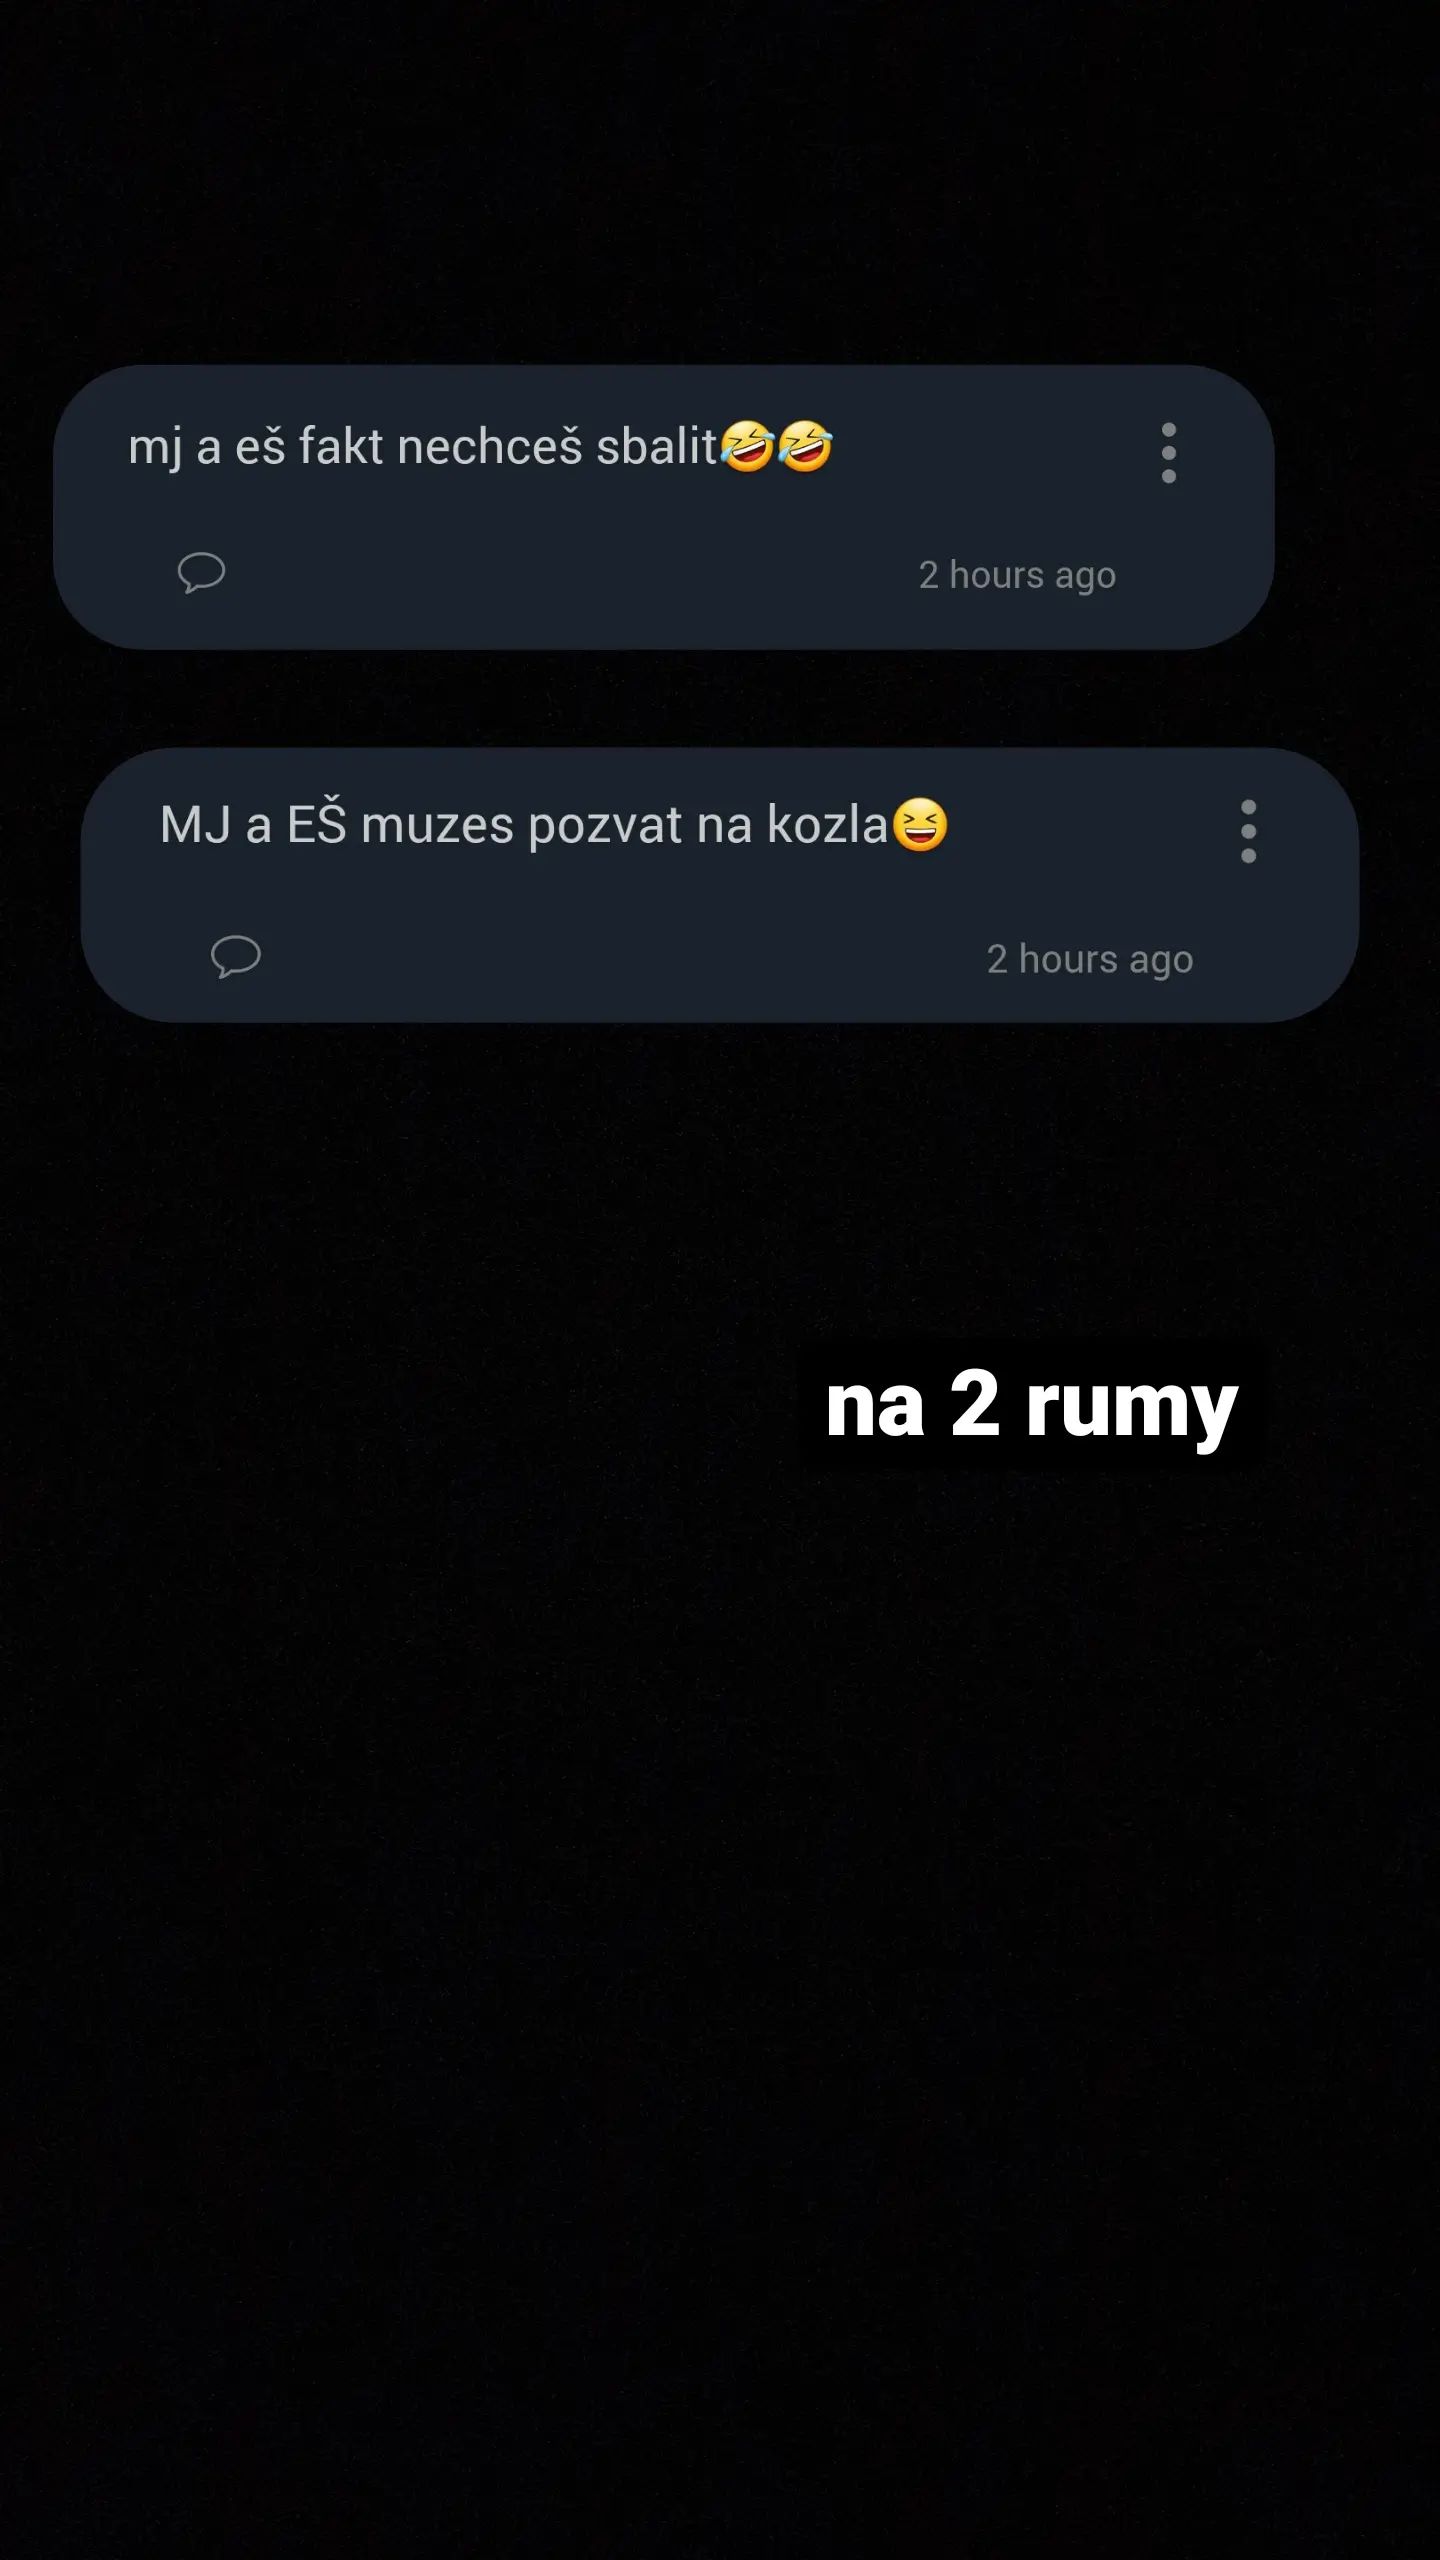 mj a eš fakt nechceš sbalit🤣🤣
2 hours ago
MJ a EŠ muzes pozvat na kozla😆
2 hours ago
na 2 rumy